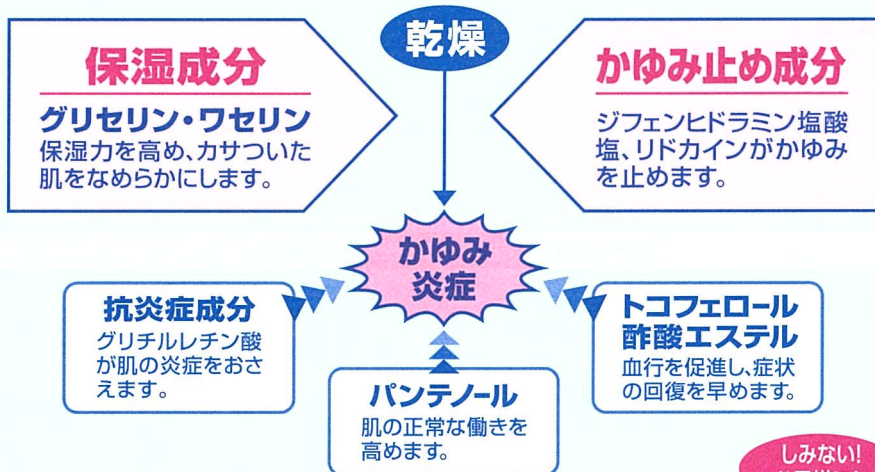 乾燥
保湿成分
グリセリン・ワセリン
保湿力を高め、カサついた
肌をなめらかにします。
かゆみ止め成分
ジフェンヒドラミン塩酸
塩、リドカインがかゆみ
を止めます。
かゆみ
炎症
抗炎症成分
グリチルレチン酸
が肌の炎症をおさ
えます。
パンテノール
肌の正常な働きを
高めます。
トコフェロール
酢酸エステル
血行を促進し、症状
の回復を早めます。
しみない!